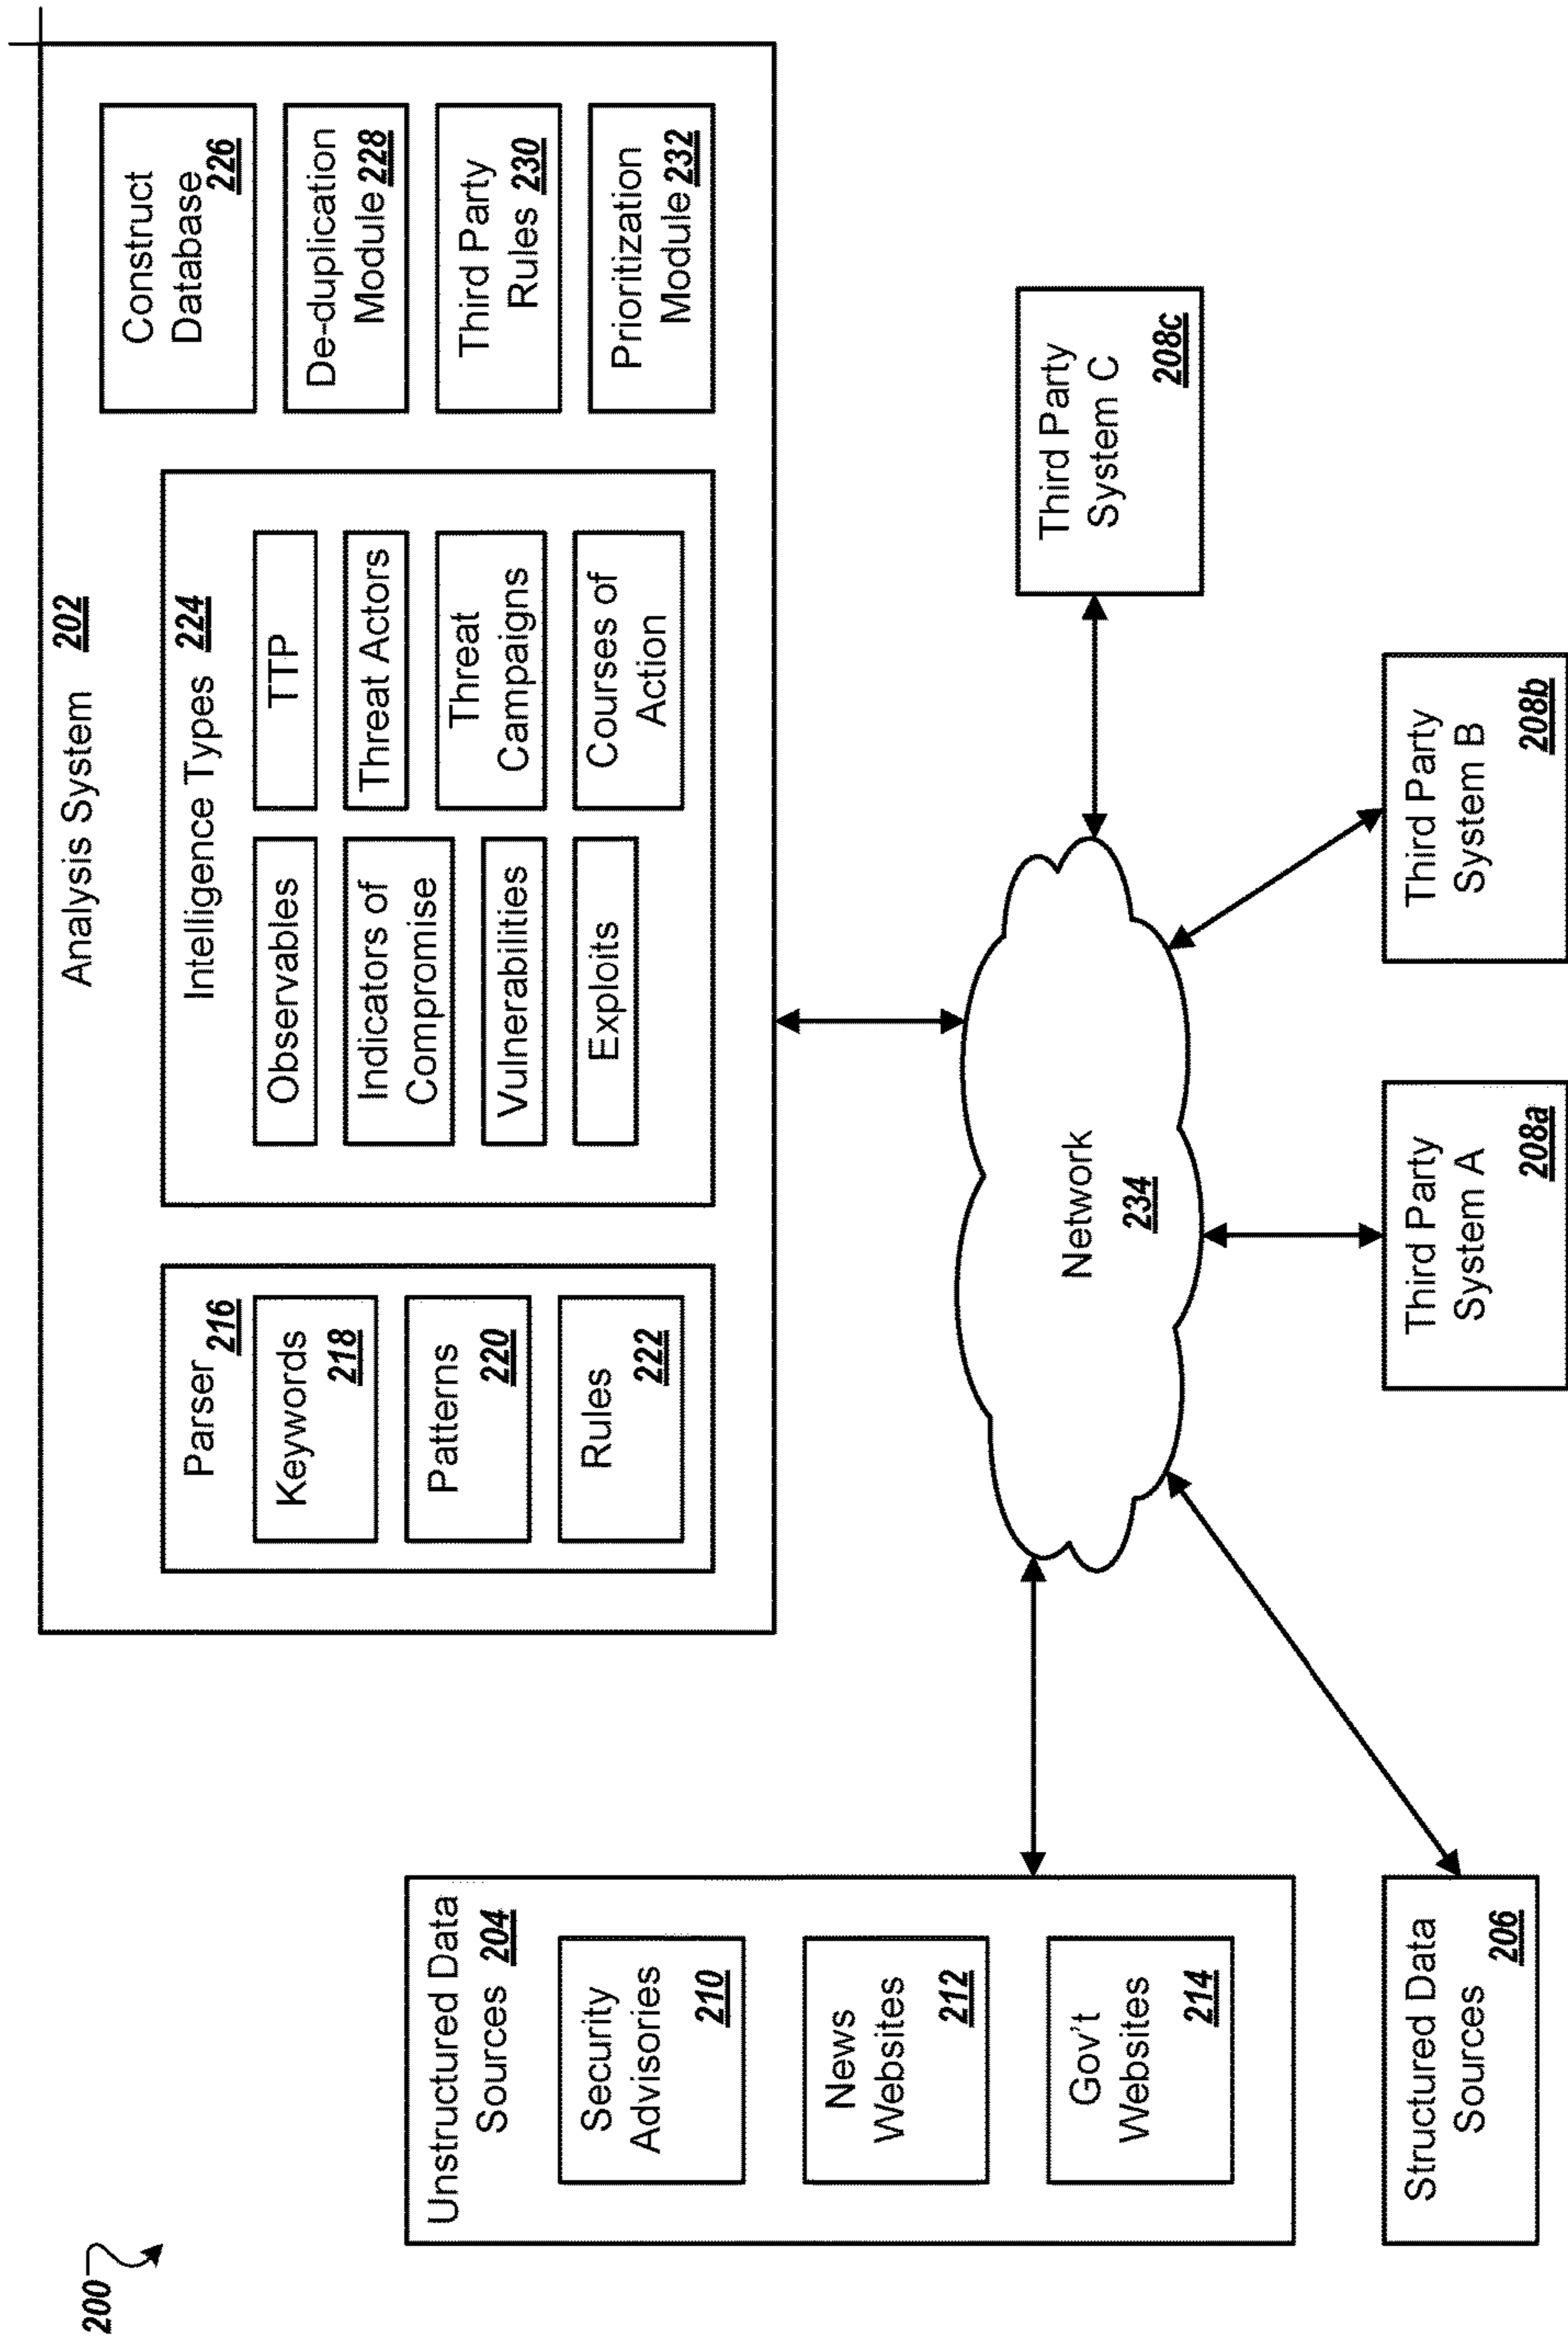 200
Analysis System 202
Parser
216
Keywords
218
Patterns
220
Rules
222
Intelligence Types 224
Observables
Indicators of
Compromise
Vulnerabilities
Exploits
TTP
Threat Actors
Threat
Campaigns
Courses of
Action
Construct
Database
226
De-duplication
Module 228
Third Party
Rules 230
Prioritization
Module 232
Unstructured Data
Sources 204
Security
Advisories
210
News
Websites
212
Gov't
Websites
214
Structured Data
Sources
206
Network
234
Third Party
System A
208a
Third Party
System B
208b
Third Party
System C
208c